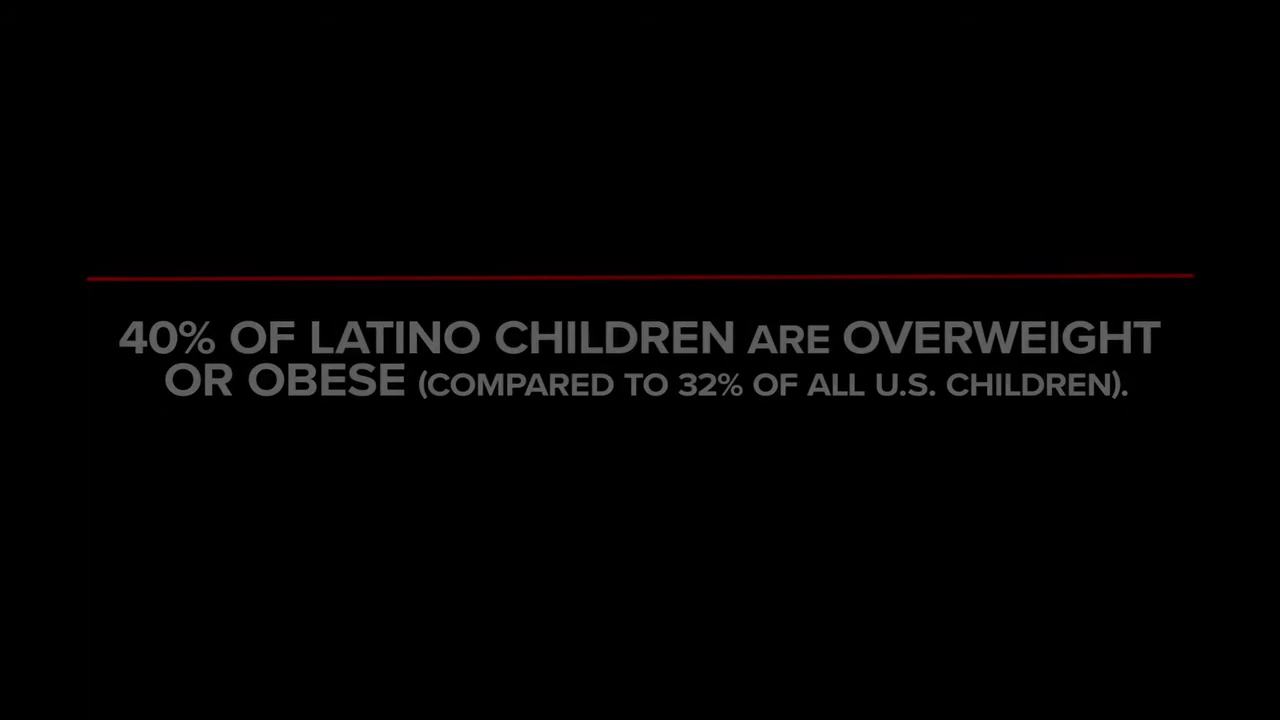 40% OF LATINO CHILDREN ARE OVERWEIGHT
OR OBESE (COMPARED TO 32% OF ALL U.S. CHILDREN).